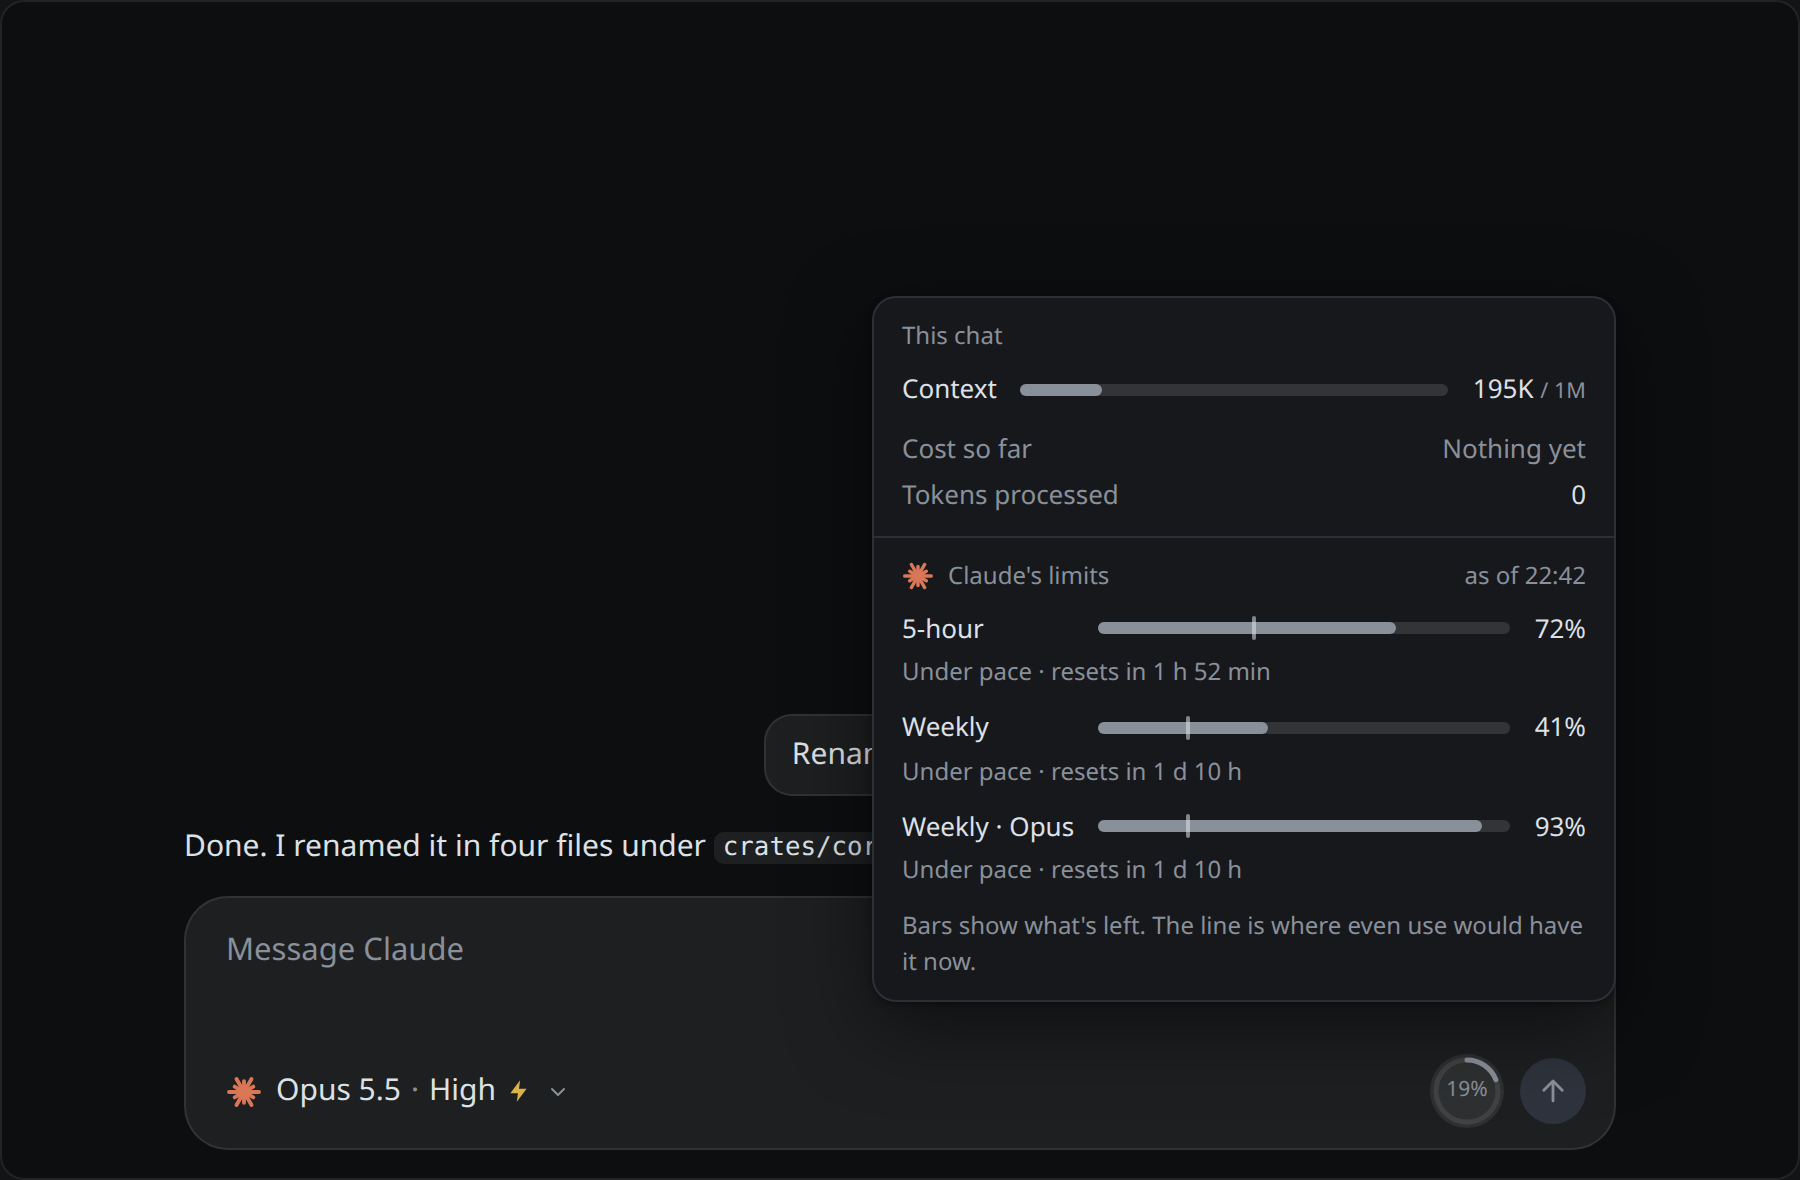 This chat
Context 195K / 1M
Cost so far Nothing yet
Tokens processed 0
Claude's limits as of 22:42
5-hour 72%
Under pace · resets in 1 h 52 min
Weekly 41%
Under pace · resets in 1 d 10 h
Weekly · Opus 93%
Under pace · resets in 1 d 10 h
Bars show what's left. The line is where even use would have
it now.
Done. I renamed it in four files under
Message Claude
Opus 5.5 · High
19%